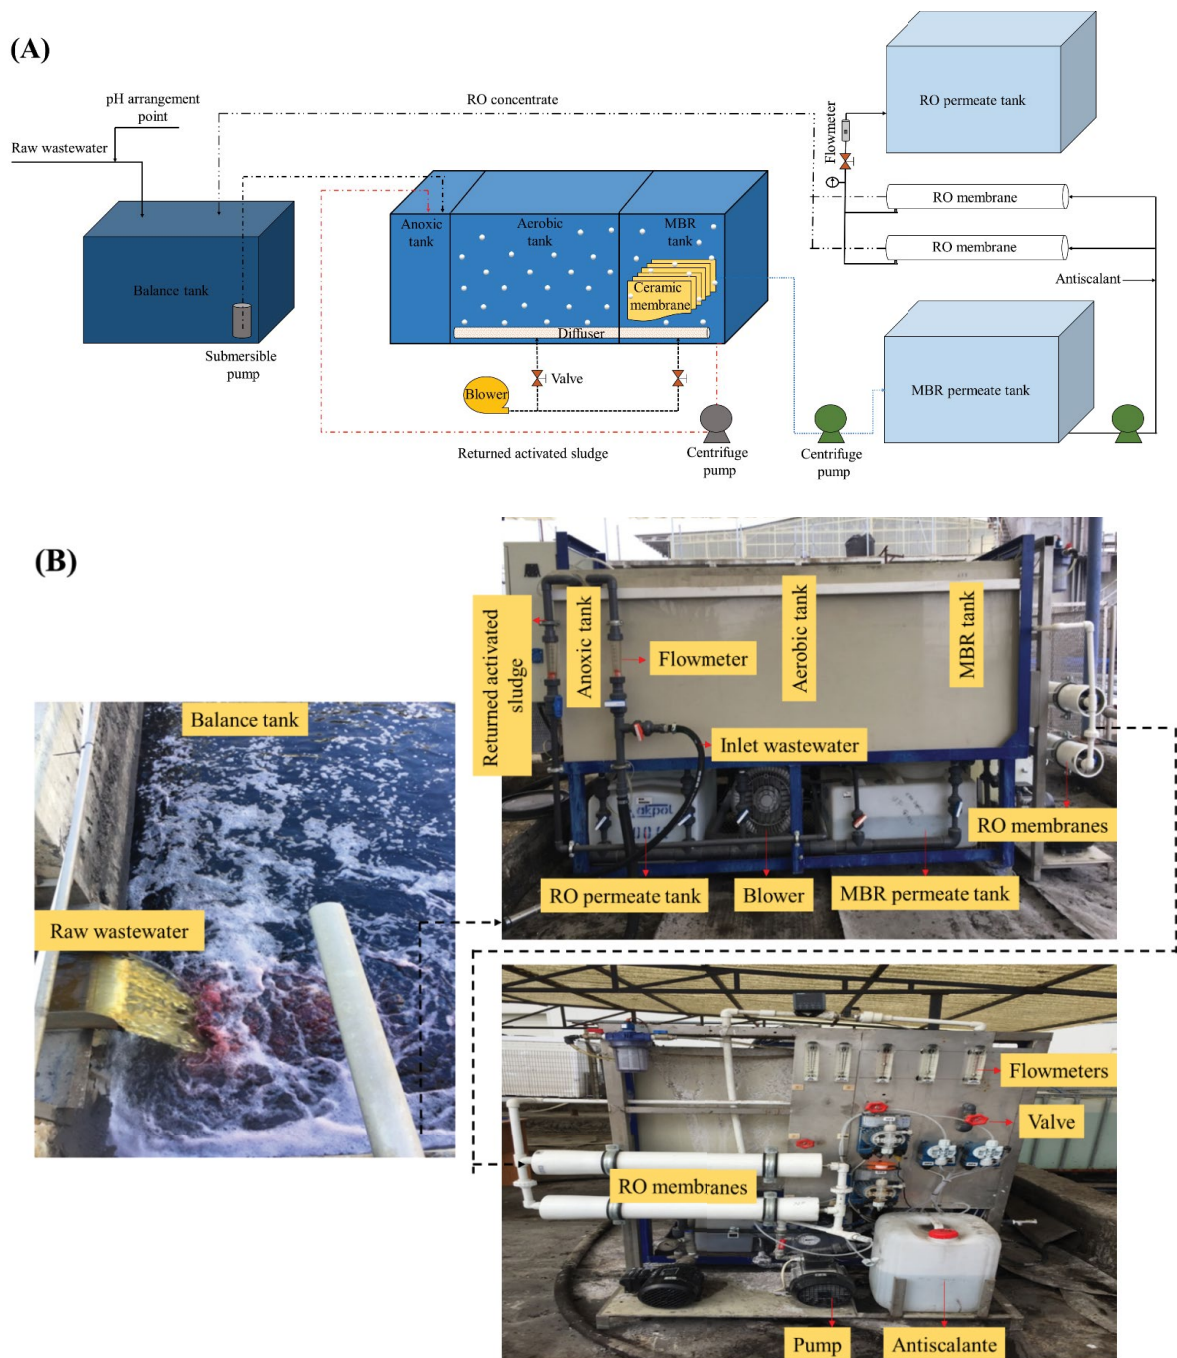 (A)
pH arrangement
point
Raw wastewater
RO concentrate
Flowmeter
RO permeate tank
RO membrane
RO membrane
Antiscalant
Anoxic
tank
Aerobic
tank
MBR
tank
Ceramic
membrane
Balance tank
Diffuser
Submersible
pump
Valve
Blower
MBR permeate tank
Returned activated sludge
Centrifuge
pump
Centrifuge
pump
(B)
Returned activated
sludge
Anoxic tank
Flowmeter
Aerobic tank
MBR tank
Balance tank
Inlet wastewater
RO membranes
RO permeate tank
Blower
MBR permeate tank
Raw wastewater
Flowmeters
Valve
RO membranes
Pump
Antiscalante